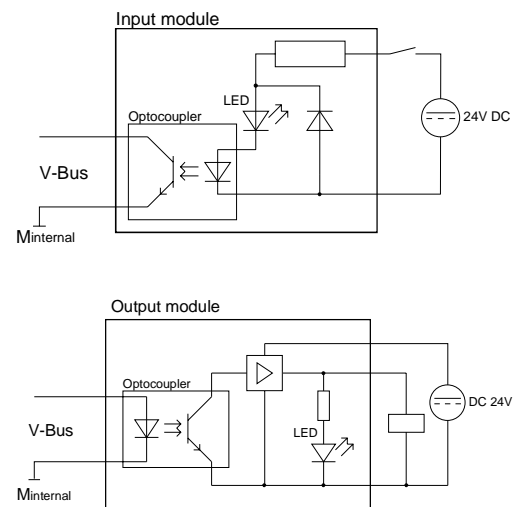 Input module
LED
Optocoupler
24V DC
V-Bus
Minternal
Output module
Optocoupler
DC 24V
V-Bus
LED
Minternal